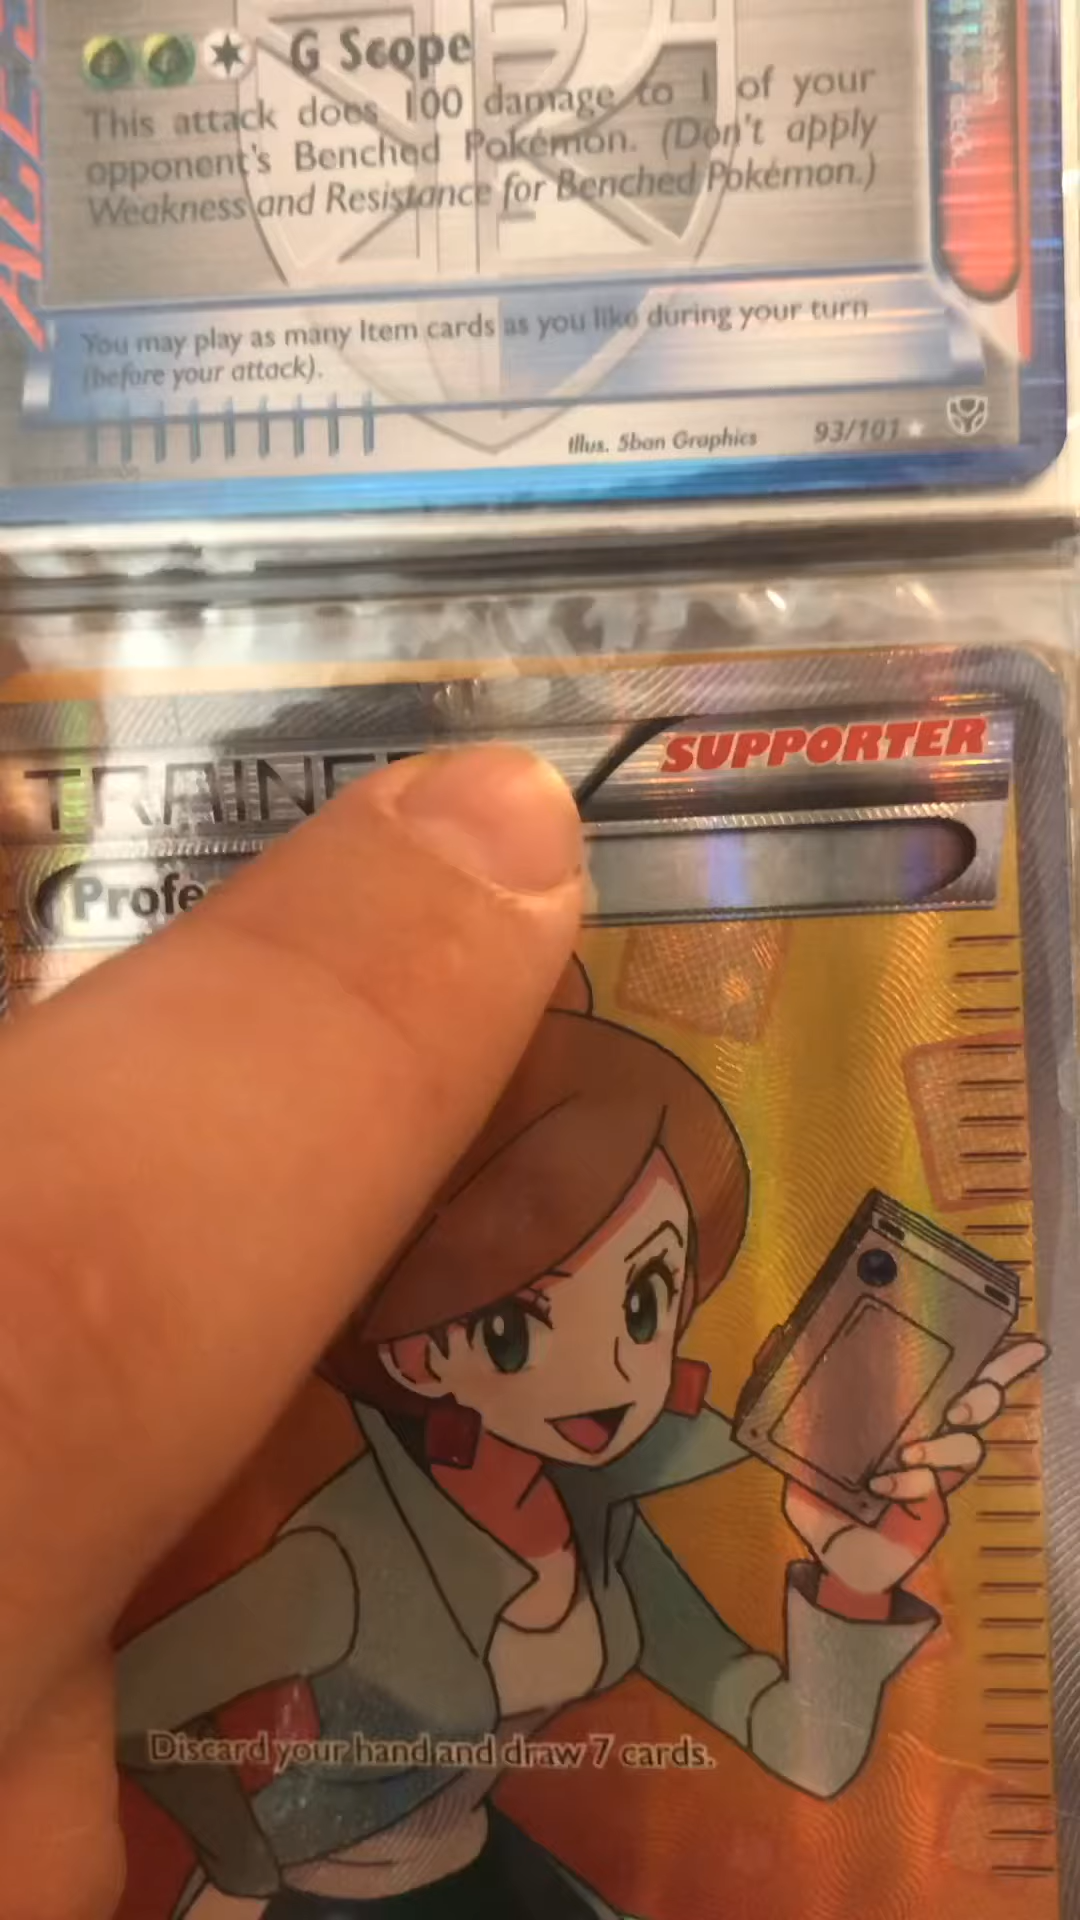 G Scope
This attack does 100 damage to 1 of your
opponent's Benched Pokémon. (Don't apply
Weakness and Resistance for Benched Pokémon.)
You may play as many Item cards as you like during your turn
(before your attack).
Illus. 5ban Graphics 93/101
SUPPORTER
TRAINE
Profe
Discard your hand and draw 7 cards.